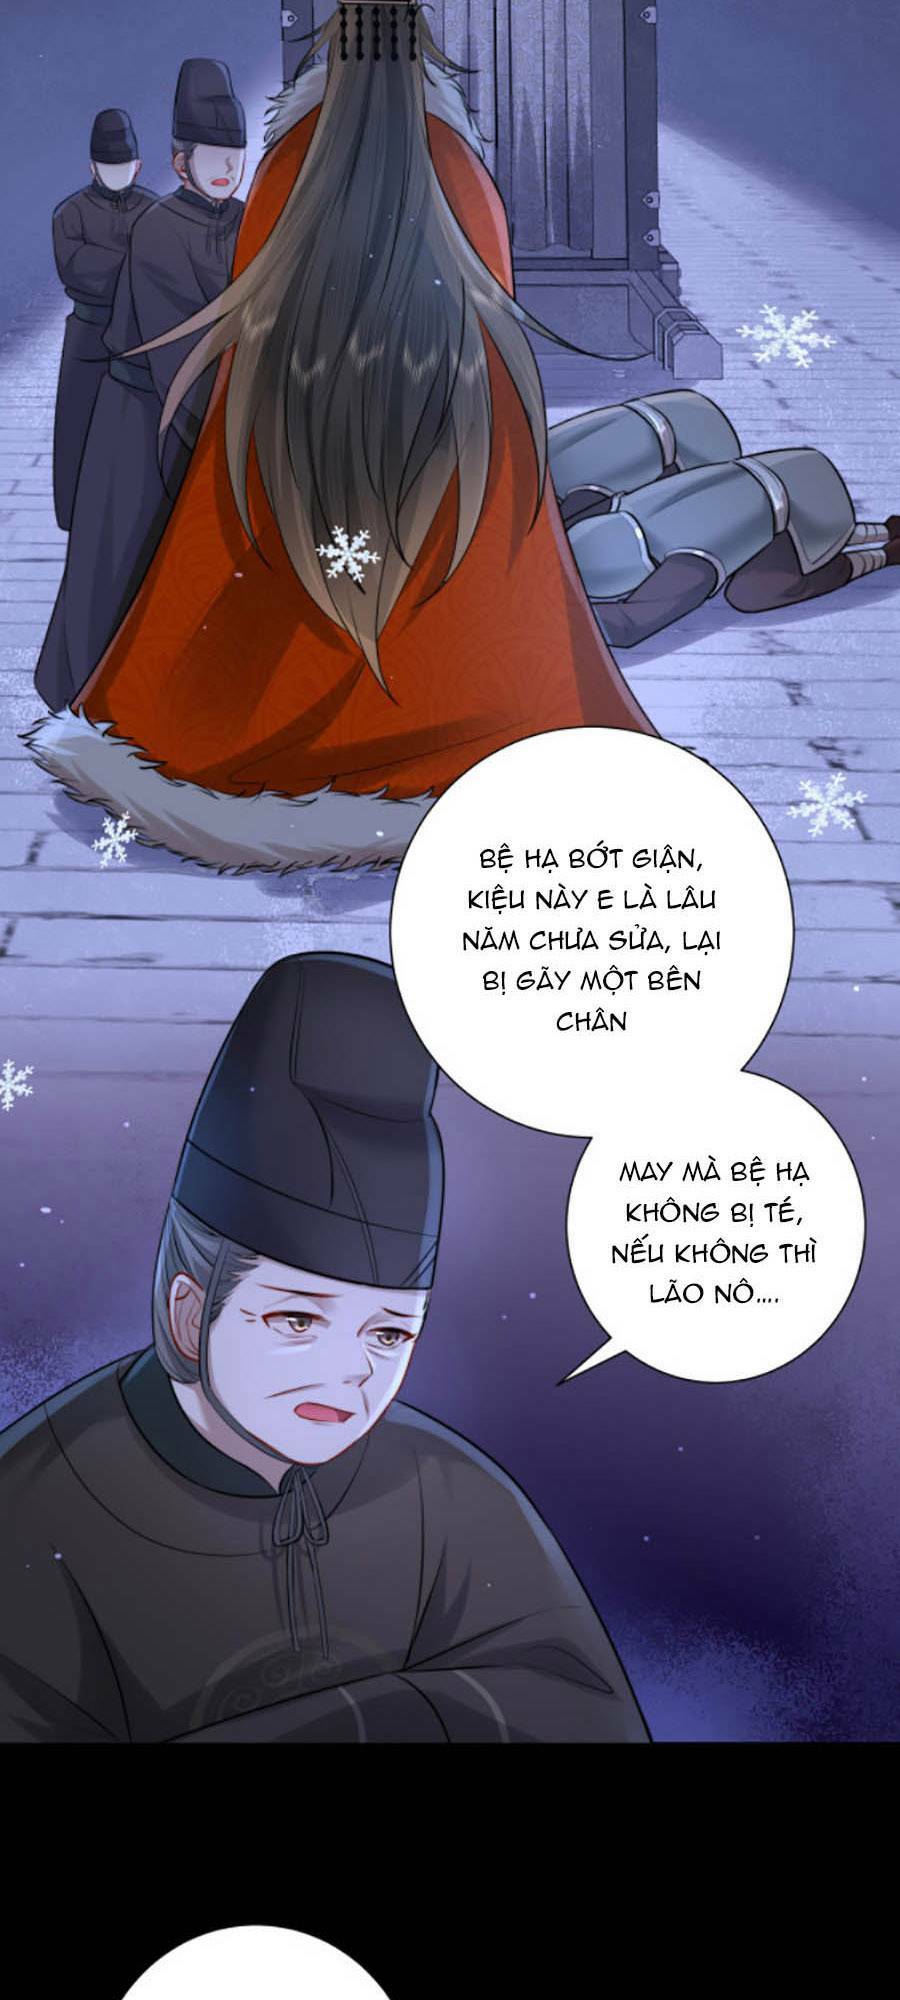 BỆ HẠ BỚT GIẬN,
KIỆU NÀY E LÀ LÂU
NĂM CHƯA SỬA, LẠI
BỊ GÃY MỘT BÊN
CHÂN
MAY MÀ BỆ HẠ
KHÔNG BỊ TÉ,
NẾU KHÔNG THÌ
LÃO NÔ....